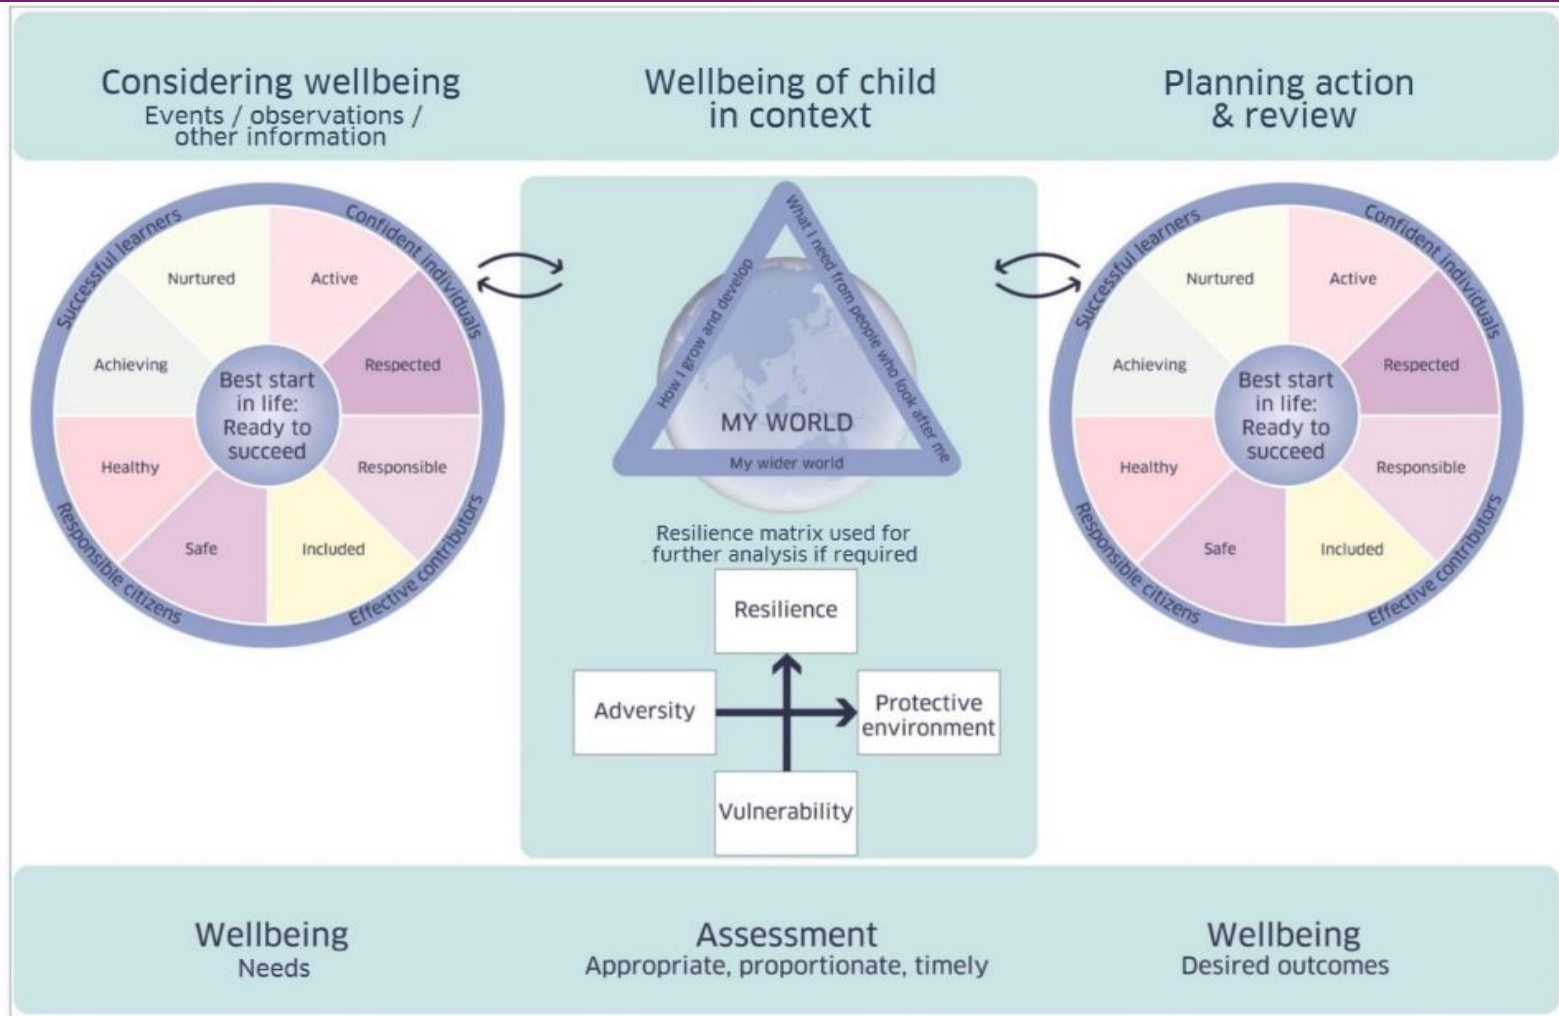 Considering wellbeing
Events / observations /
other information
Wellbeing of child
in context
Planning action
& review
Successful learners
Confident individuals
Nurtured
Active
Achieving
Respected
Best start
in life:
Ready to
succeed
Healthy
Responsible
Safe
Included
Responsible citizens
Effective contributors
How I grow and develop
What I need from people who look after me
MY WORLD
My wider world
Resilience matrix used for
further analysis if required
Resilience
Adversity
Protective
environment
Vulnerability
Successful learners
Confident individuals
Nurtured
Active
Achieving
Respected
Best start
in life:
Ready to
succeed
Healthy
Responsible
Safe
Included
Responsible citizens
Effective contributors
Wellbeing
Needs
Assessment
Appropriate, proportionate, timely
Wellbeing
Desired outcomes